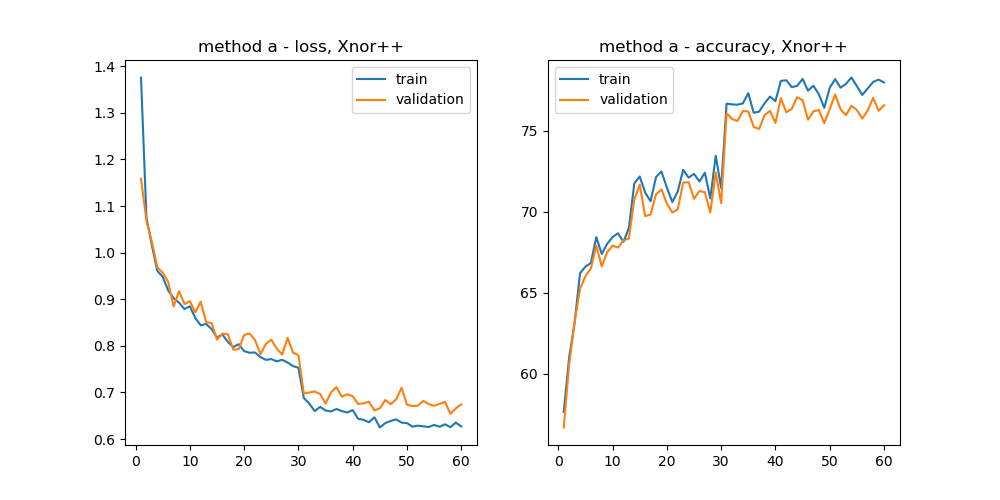 method a - loss, Xnor++
train
validation
1.4
1.3
1.2
1.1
1.0
0.9
0.8
0.7
0.6
0 10 20 30 40 50 60
method a - accuracy, Xnor++
train
validation
75
70
65
60
0 10 20 30 40 50 60